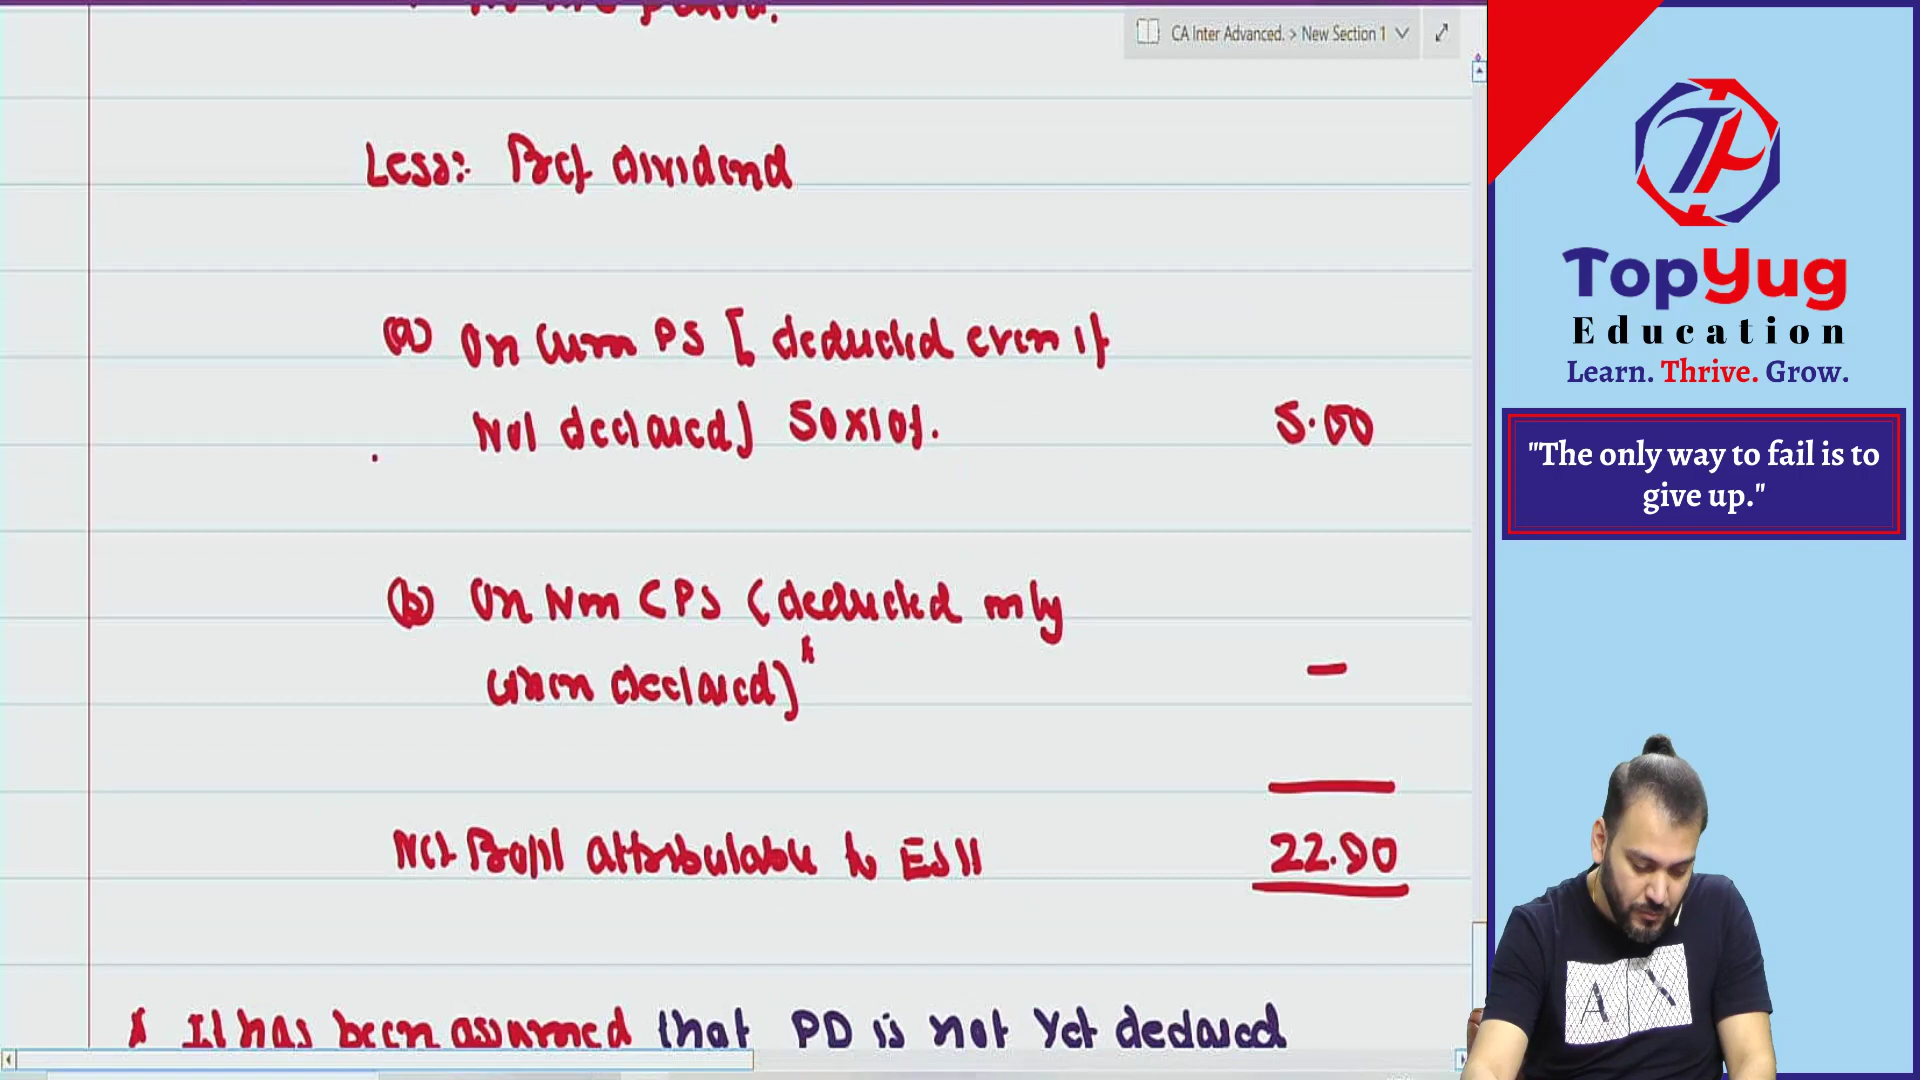 CA Inter Advanced. > New Section 1
Less: Pref dividend
(a) On Cum PS [ deducted even if
Not declared] 50x10%. 5.00
(b) On Non CPS (deducted only
when declared)* —
Net Profit attributable to ESH 22.50
* It has been assumed that PD is not yet declared
TopYug
Education
Learn. Thrive. Grow.
"The only way to fail is to
give up."